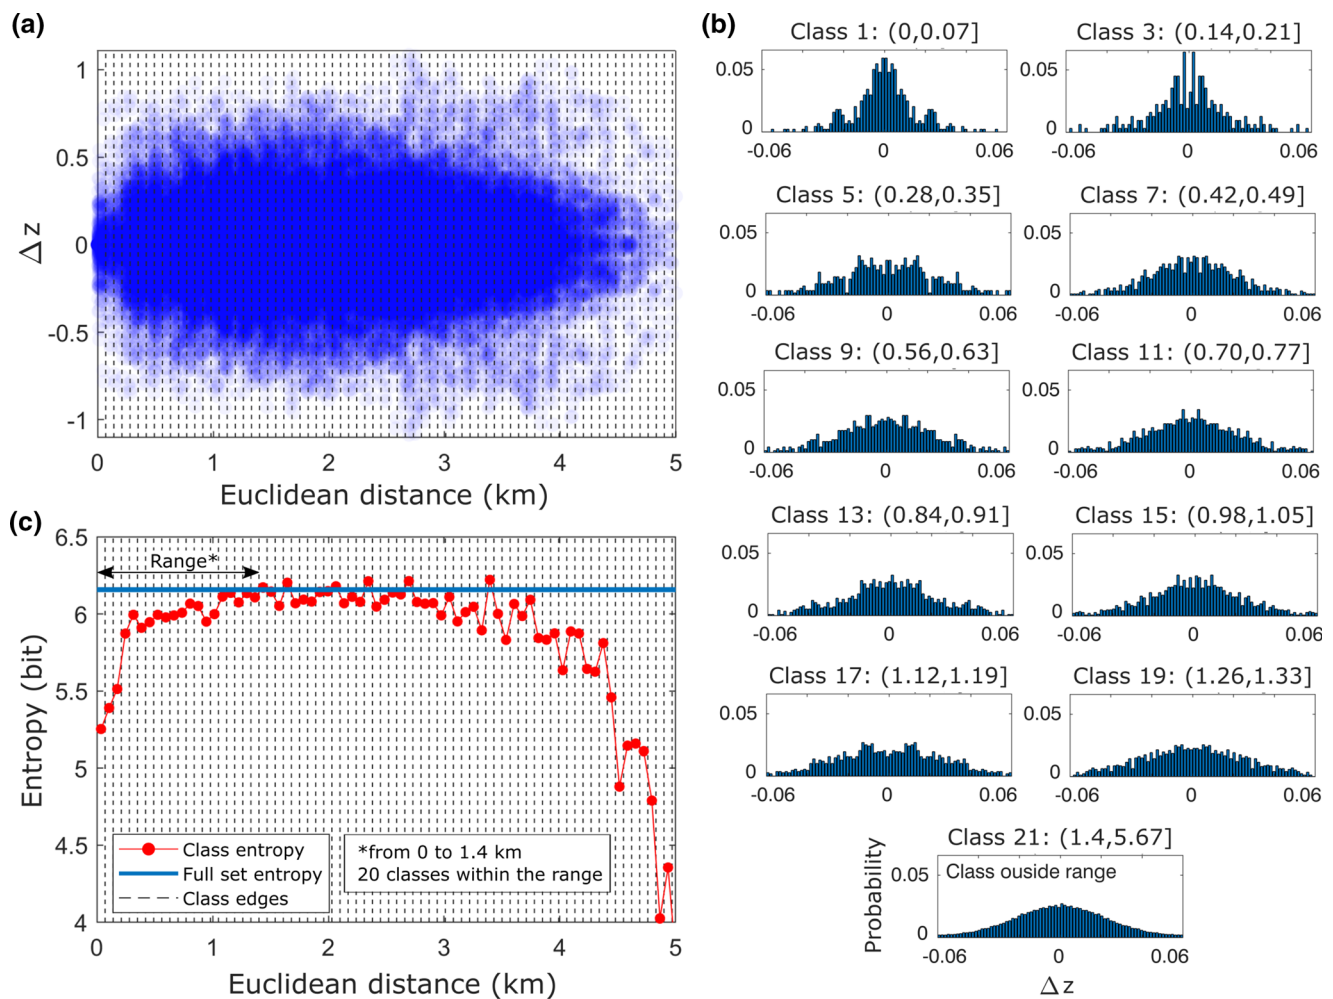 (a)
1
0.5
0
-0.5
-1
Δ z
0 1 2 3 4 5
Euclidean distance (km)
(b)
Class 1: (0,0.07]
0.05
0
-0.06 0 0.06
Class 3: (0.14,0.21]
0.05
0
-0.06 0 0.06
Class 5: (0.28,0.35]
0.05
0
-0.06 0 0.06
Class 7: (0.42,0.49]
0.05
0
-0.06 0 0.06
Class 9: (0.56,0.63]
0.05
0
-0.06 0 0.06
Class 11: (0.70,0.77]
0.05
0
-0.06 0 0.06
Class 13: (0.84,0.91]
0.05
0
-0.06 0 0.06
Class 15: (0.98,1.05]
0.05
0
-0.06 0 0.06
Class 17: (1.12,1.19]
0.05
0
-0.06 0 0.06
Class 19: (1.26,1.33]
0.05
0
-0.06 0 0.06
Class 21: (1.4,5.67]
Class ouside range
0.05
0
-0.06 0 0.06
Probability
Δ z
(c)
6.5
6
5.5
5
4.5
4
Entropy (bit)
Range*
Class entropy
Full set entropy
Class edges
*from 0 to 1.4 km
20 classes within the range
0 1 2 3 4 5
Euclidean distance (km)